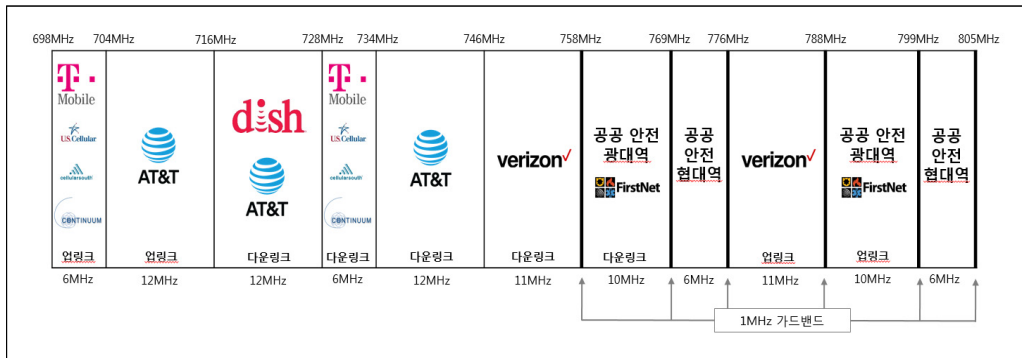 698MHz 704MHz 716MHz 728MHz 734MHz 746MHz 758MHz 769MHz 776MHz 788MHz 799MHz 805MHz
T
Mobile
US Cellular
cellularsouth
CONTINUUM
업링크
6MHz
AT&T
업링크
12MHz
dish
AT&T
다운링크
12MHz
T
Mobile
US Cellular
cellularsouth
CONTINUUM
다운링크
6MHz
AT&T
다운링크
12MHz
verizon
다운링크
11MHz
공공 안전
광대역
FirstNet
다운링크
10MHz
공공
안전
협대역
6MHz
verizon
업링크
11MHz
공공 안전
광대역
FirstNet
업링크
10MHz
공공
안전
협대역
6MHz
1MHz 가드밴드